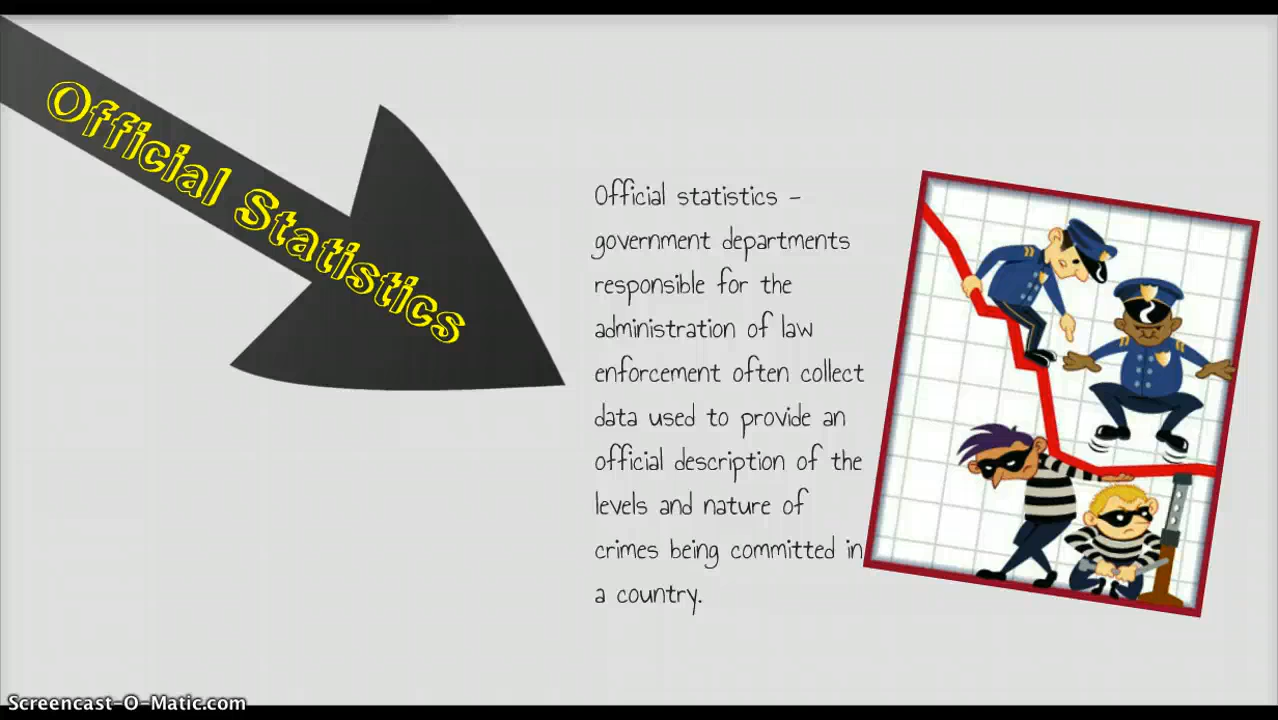 Official Statistics
Official statistics –
government departments
responsible for the
administration of law
enforcement often collect
data used to provide an
official description of the
levels and nature of
crimes being committed in
a country.
Screencast-O-Matic.com